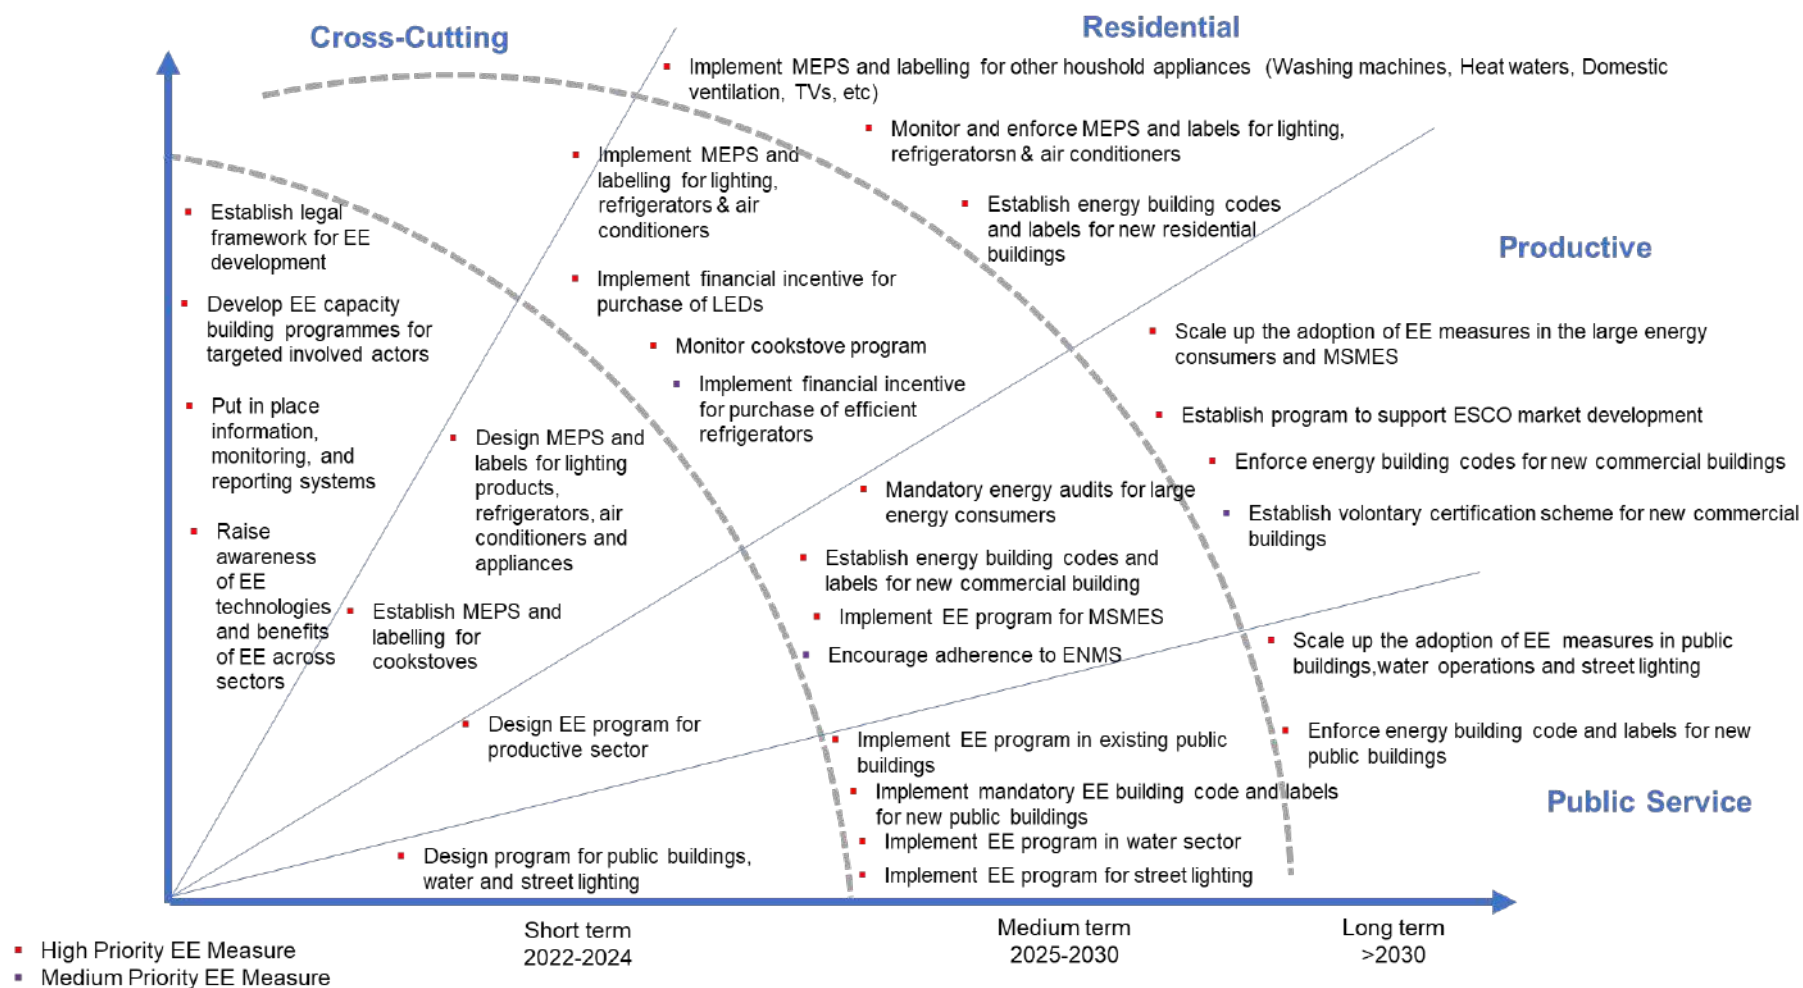 Cross-Cutting
Residential
Implement MEPS and labelling for other houshold appliances (Washing machines, Heat waters, Domestic
ventilation, TVs, etc)
Monitor and enforce MEPS and labels for lighting,
refrigeratorsn & air conditioners
Implement MEPS and
labelling for lighting,
refrigerators & air
conditioners
Establish energy building codes
and labels for new residential
buildings
Establish legal
framework for EE
development
Productive
Implement financial incentive for
purchase of LEDs
Develop EE capacity
building programmes for
targeted involved actors
Scale up the adoption of EE measures in the large energy
consumers and MSMES
Monitor cookstove program
Implement financial incentive
for purchase of efficient
refrigerators
Put in place
information,
monitoring, and
reporting systems
Establish program to support ESCO market development
Design MEPS and
labels for lighting
products,
refrigerators, air
conditioners and
appliances
Enforce energy building codes for new commercial buildings
Mandatory energy audits for large
energy consumers
Establish volontary certification scheme for new commercial
buildings
Raise
awareness
of EE
technologies
and benefits
of EE across
sectors
Establish energy building codes and
labels for new commercial building
Establish MEPS and
labelling for
cookstoves
Implement EE program for MSMES
Encourage adherence to ENMS
Scale up the adoption of EE measures in public
buildings,water operations and street lighting
Design EE program for
productive sector
Implement EE program in existing public
buildings
Enforce energy building code and labels for new
public buildings
Implement mandatory EE building code and labels
for new public buildings
Public Service
Implement EE program in water sector
Design program for public buildings,
water and street lighting
Implement EE program for street lighting
Short term
2022-2024
Medium term
2025-2030
Long term
>2030
High Priority EE Measure
Medium Priority EE Measure